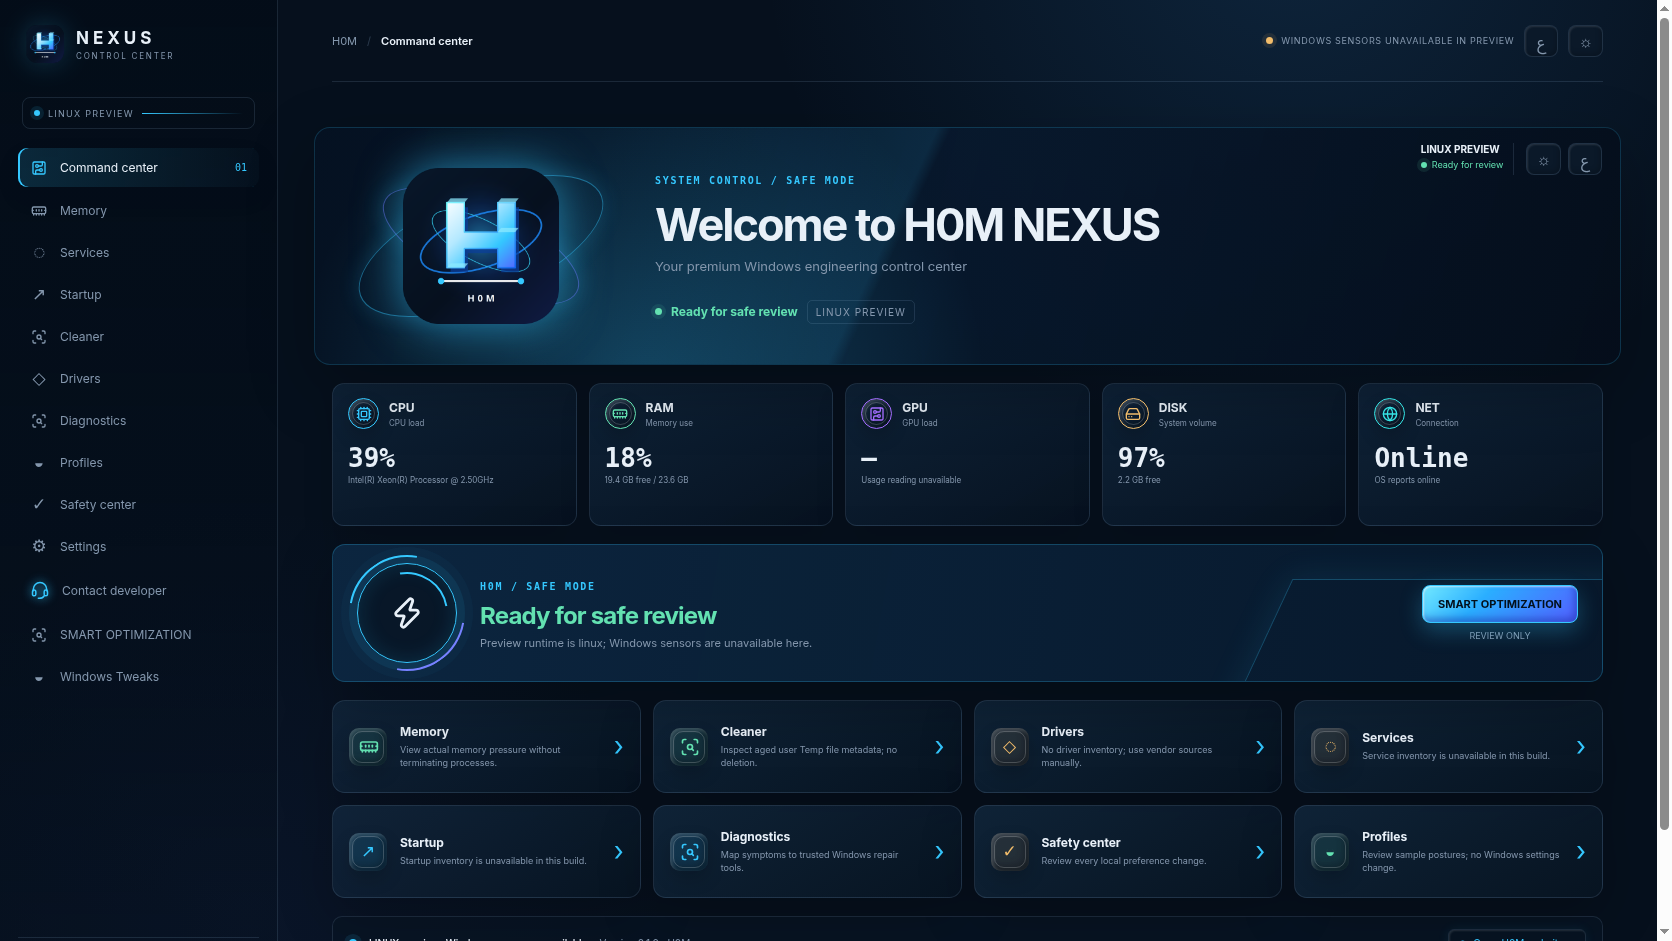 NEXUS
CONTROL CENTER
LINUX PREVIEW
Command center 01
Memory
Services
Startup
Cleaner
Drivers
Diagnostics
Profiles
Safety center
Settings
Contact developer
SMART OPTIMIZATION
Windows Tweaks
H0M / Command center
WINDOWS SENSORS UNAVAILABLE IN PREVIEW
ع
LINUX PREVIEW
Ready for review
ع
H0M
SYSTEM CONTROL / SAFE MODE
Welcome to H0M NEXUS
Your premium Windows engineering control center
Ready for safe review LINUX PREVIEW
CPU
CPU load
39%
Intel(R) Xeon(R) Processor @ 2.50GHz
RAM
Memory use
18%
19.4 GB free / 23.6 GB
GPU
GPU load
—
Usage reading unavailable
DISK
System volume
97%
2.2 GB free
NET
Connection
Online
OS reports online
H0M / SAFE MODE
Ready for safe review
Preview runtime is linux; Windows sensors are unavailable here.
SMART OPTIMIZATION
REVIEW ONLY
Memory
View actual memory pressure without
terminating processes.
Cleaner
Inspect aged user Temp file metadata; no
deletion.
Drivers
No driver inventory; use vendor sources
manually.
Services
Service inventory is unavailable in this build.
Startup
Startup inventory is unavailable in this build.
Diagnostics
Map symptoms to trusted Windows repair
tools.
Safety center
Review every local preference change.
Profiles
Review sample postures; no Windows settings
change.